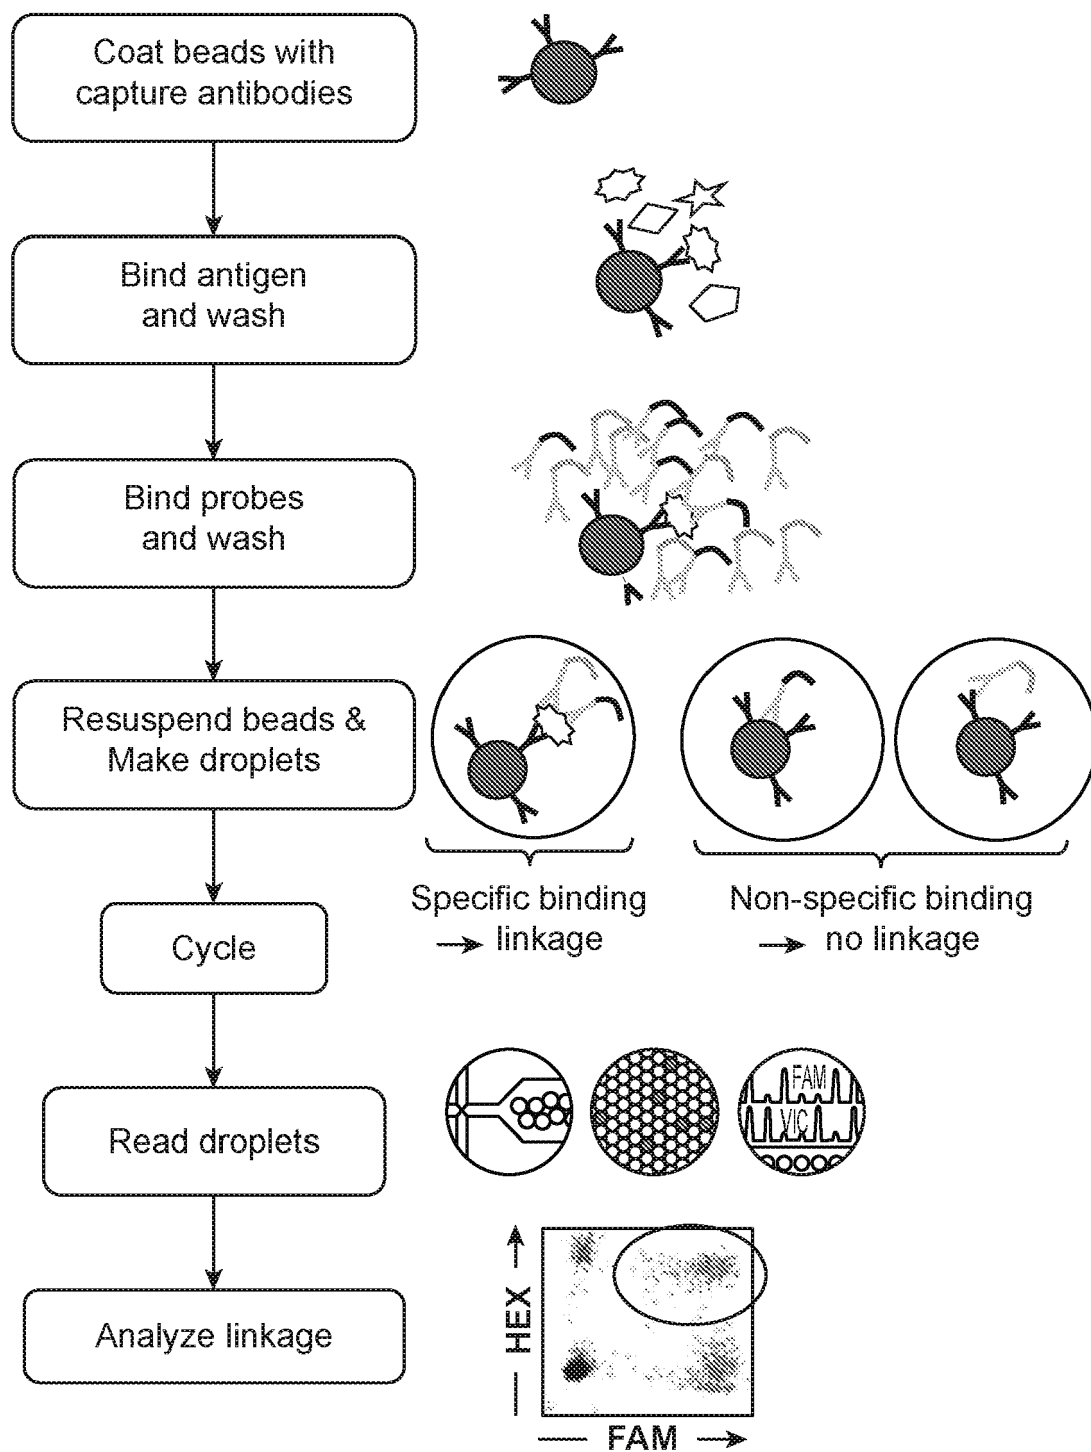 Coat beads with
capture antibodies
Bind antigen
and wash
Bind probes
and wash
Resuspend beads &
Make droplets
Specific binding
linkage
Non-specific binding
no linkage
Cycle
FAM
VIC
Read droplets
HEX
Analyze linkage
FAM